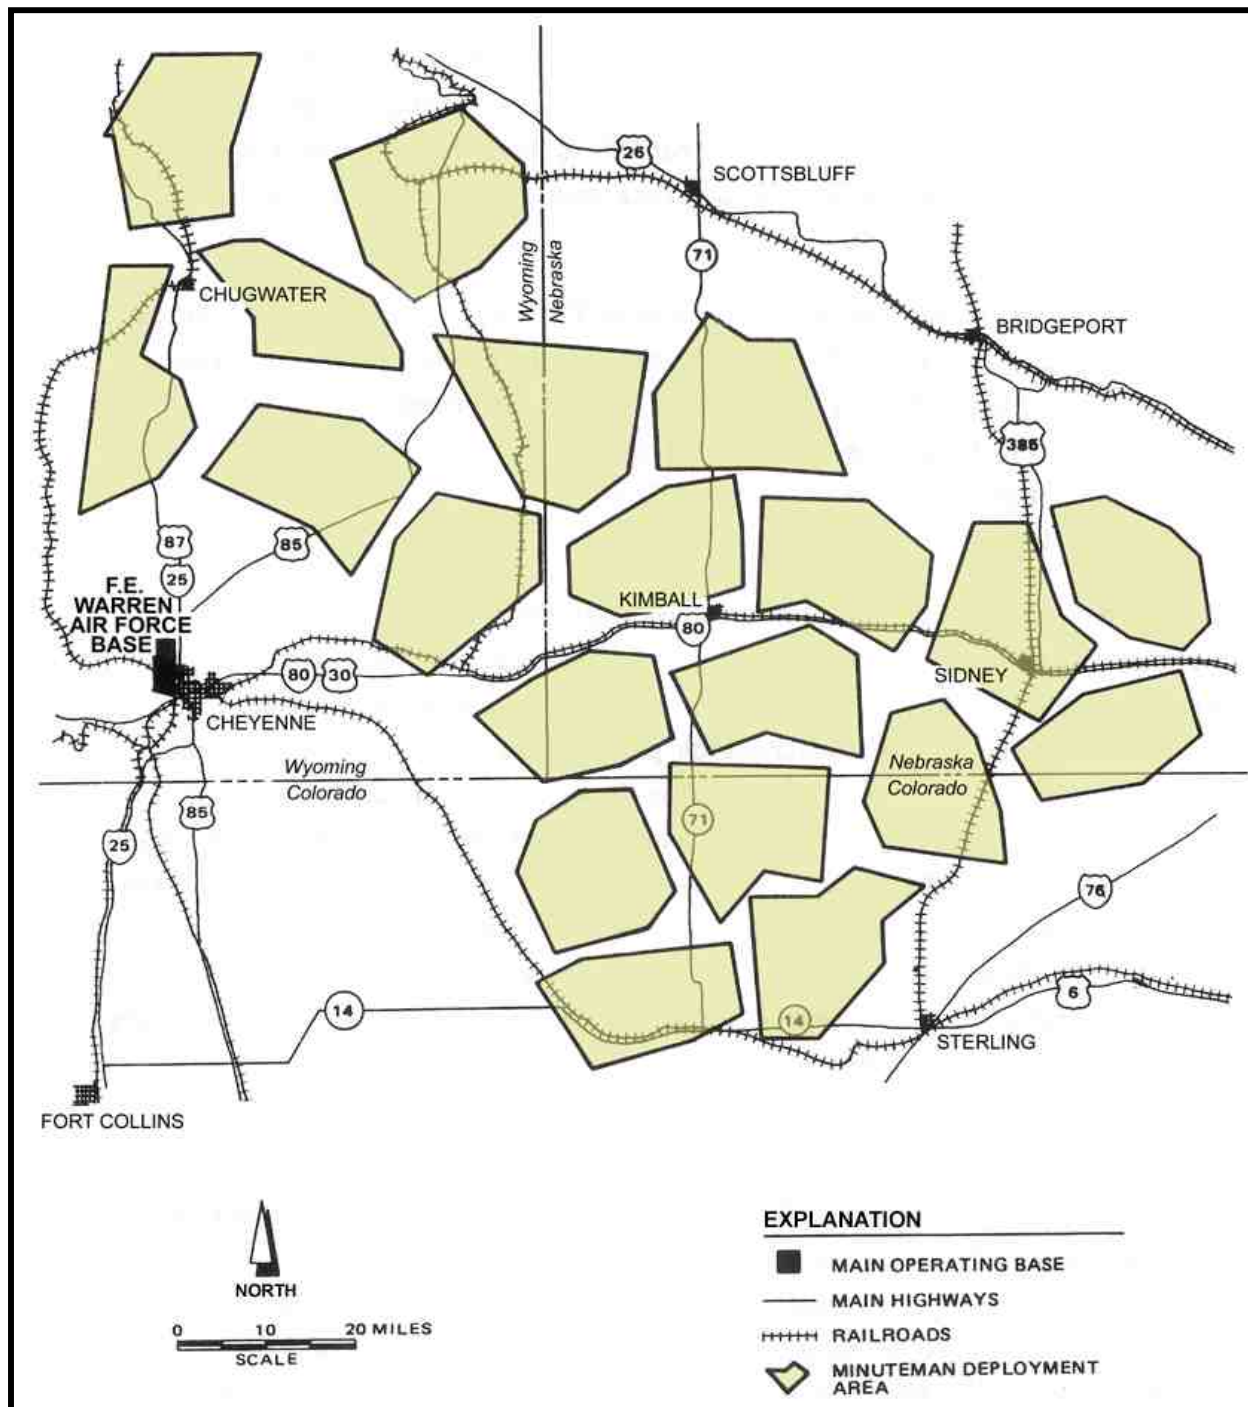 26
SCOTTSBLUFF
Wyoming
Nebraska
71
CHUGWATER
BRIDGEPORT
385
87
85
25
F.E.
WARREN
AIR FORCE
BASE
KIMBALL
80
SIDNEY
80
30
CHEYENNE
Wyoming
Colorado
Nebraska
Colorado
85
71
25
76
14
14
6
STERLING
FORT COLLINS
NORTH
0 10 20 MILES
SCALE
EXPLANATION
MAIN OPERATING BASE
MAIN HIGHWAYS
RAILROADS
MINUTEMAN DEPLOYMENT
AREA